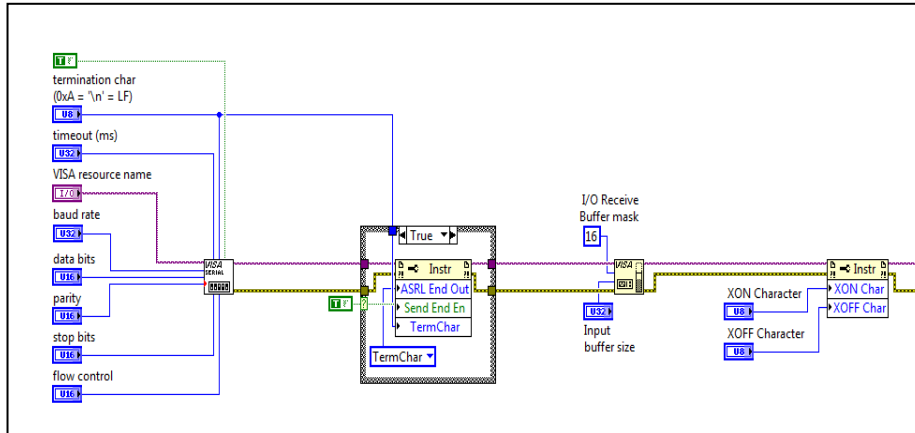 T F
termination char
(0xA = '\n' = LF)
U8
timeout (ms)
U32
VISA resource name
I/O
baud rate
U32
data bits
U16
parity
U16
stop bits
U16
flow control
U16
VISA
SERIAL
True
Instr
ASRL End Out
Send End En
TermChar
T F
?
TermChar
I/O Receive
Buffer mask
16
VISA
U32
Input
buffer size
Instr
XON Char
XOFF Char
XON Character
U8
XOFF Character
U8